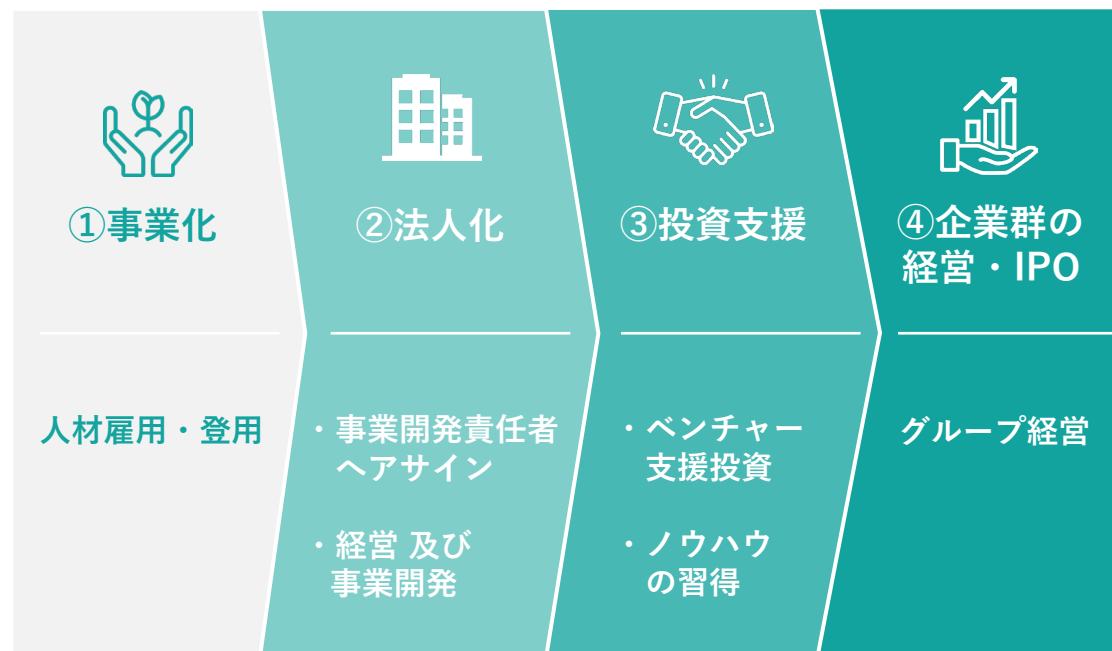 ①事業化
②法人化
③投資支援
④企業群の
経営・IPO
人材雇用・登用
・事業開発責任者
へアサイン
・経営 及び
事業開発
・ベンチャー
支援投資
・ノウハウ
の習得
グループ経営